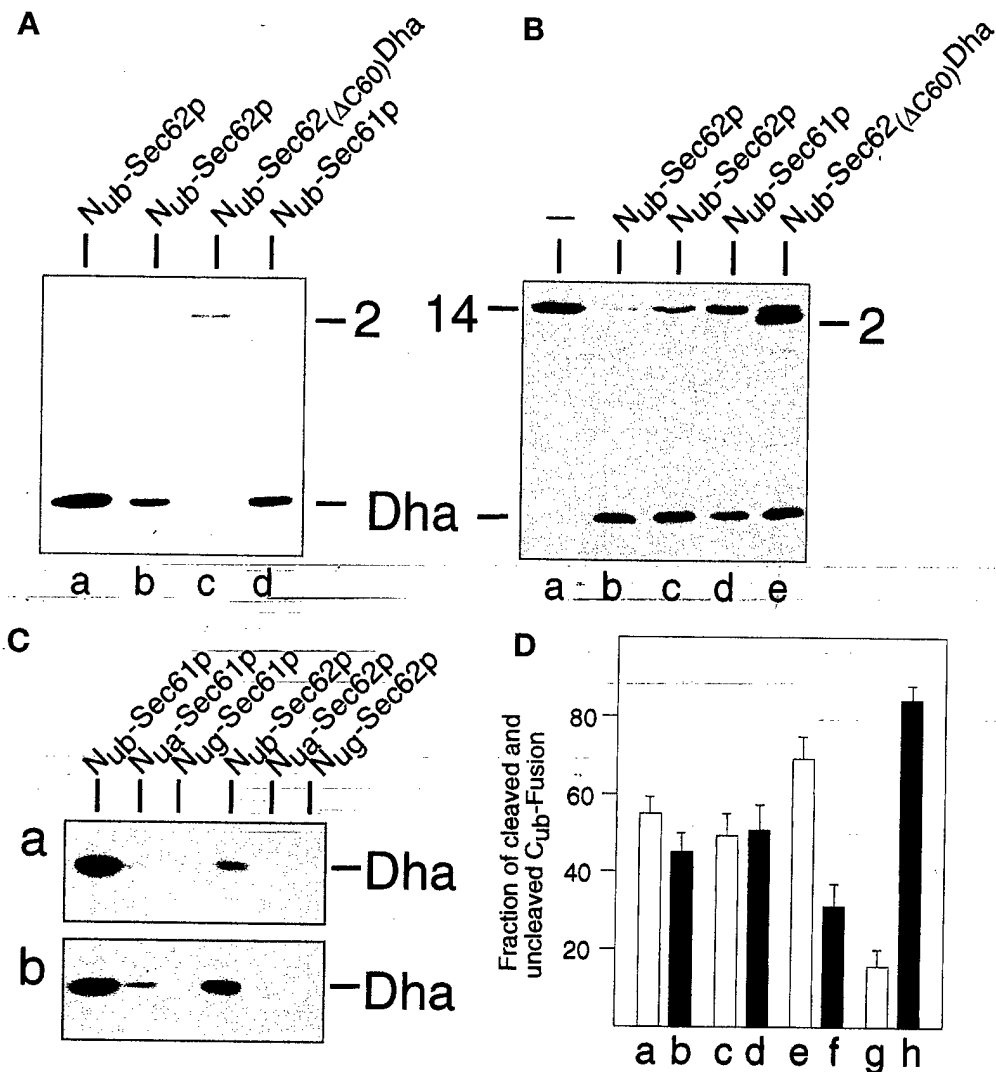 A
Nub-Sec62p
Nub-Sec62p
Nub-Sec62(ΔC60)Dha
Nub-Sec61p
2
Dha
a b c d
B
—
Nub-Sec62p
Nub-Sec62p
Nub-Sec61p
Nub-Sec62(ΔC60)Dha
14
2
a b c d e
C
Nub-Sec61p
Nua-Sec61p
Nug-Sec61p
Nub-Sec62p
Nua-Sec62p
Nug-Sec62p
a
Dha
b
Dha
D
Fraction of cleaved and
uncleaved Cub-Fusion
80
60
40
20
a b c d e f g h